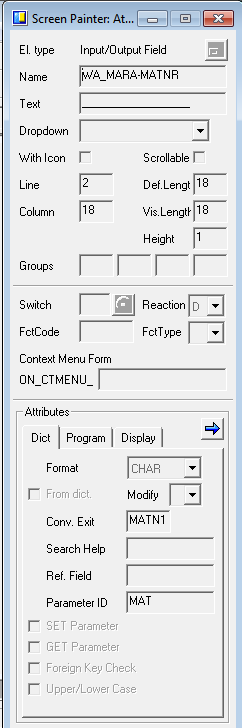 Screen Painter: At...
El. type Input/Output Field
Name WA_MARA-MATNR
Text ____________________
Dropdown
With Icon Scrollable
Line 2 Def.Lengt 18
Column 18 Vis.Length 18
Height 1
Groups
Switch Reaction D
FctCode FctType
Context Menu Form
ON_CTMENU_
Attributes
Dict Program Display
Format CHAR
From dict. Modify
Conv. Exit MATN1
Search Help
Ref. Field
Parameter ID MAT
SET Parameter
GET Parameter
Foreign Key Check
Upper/Lower Case